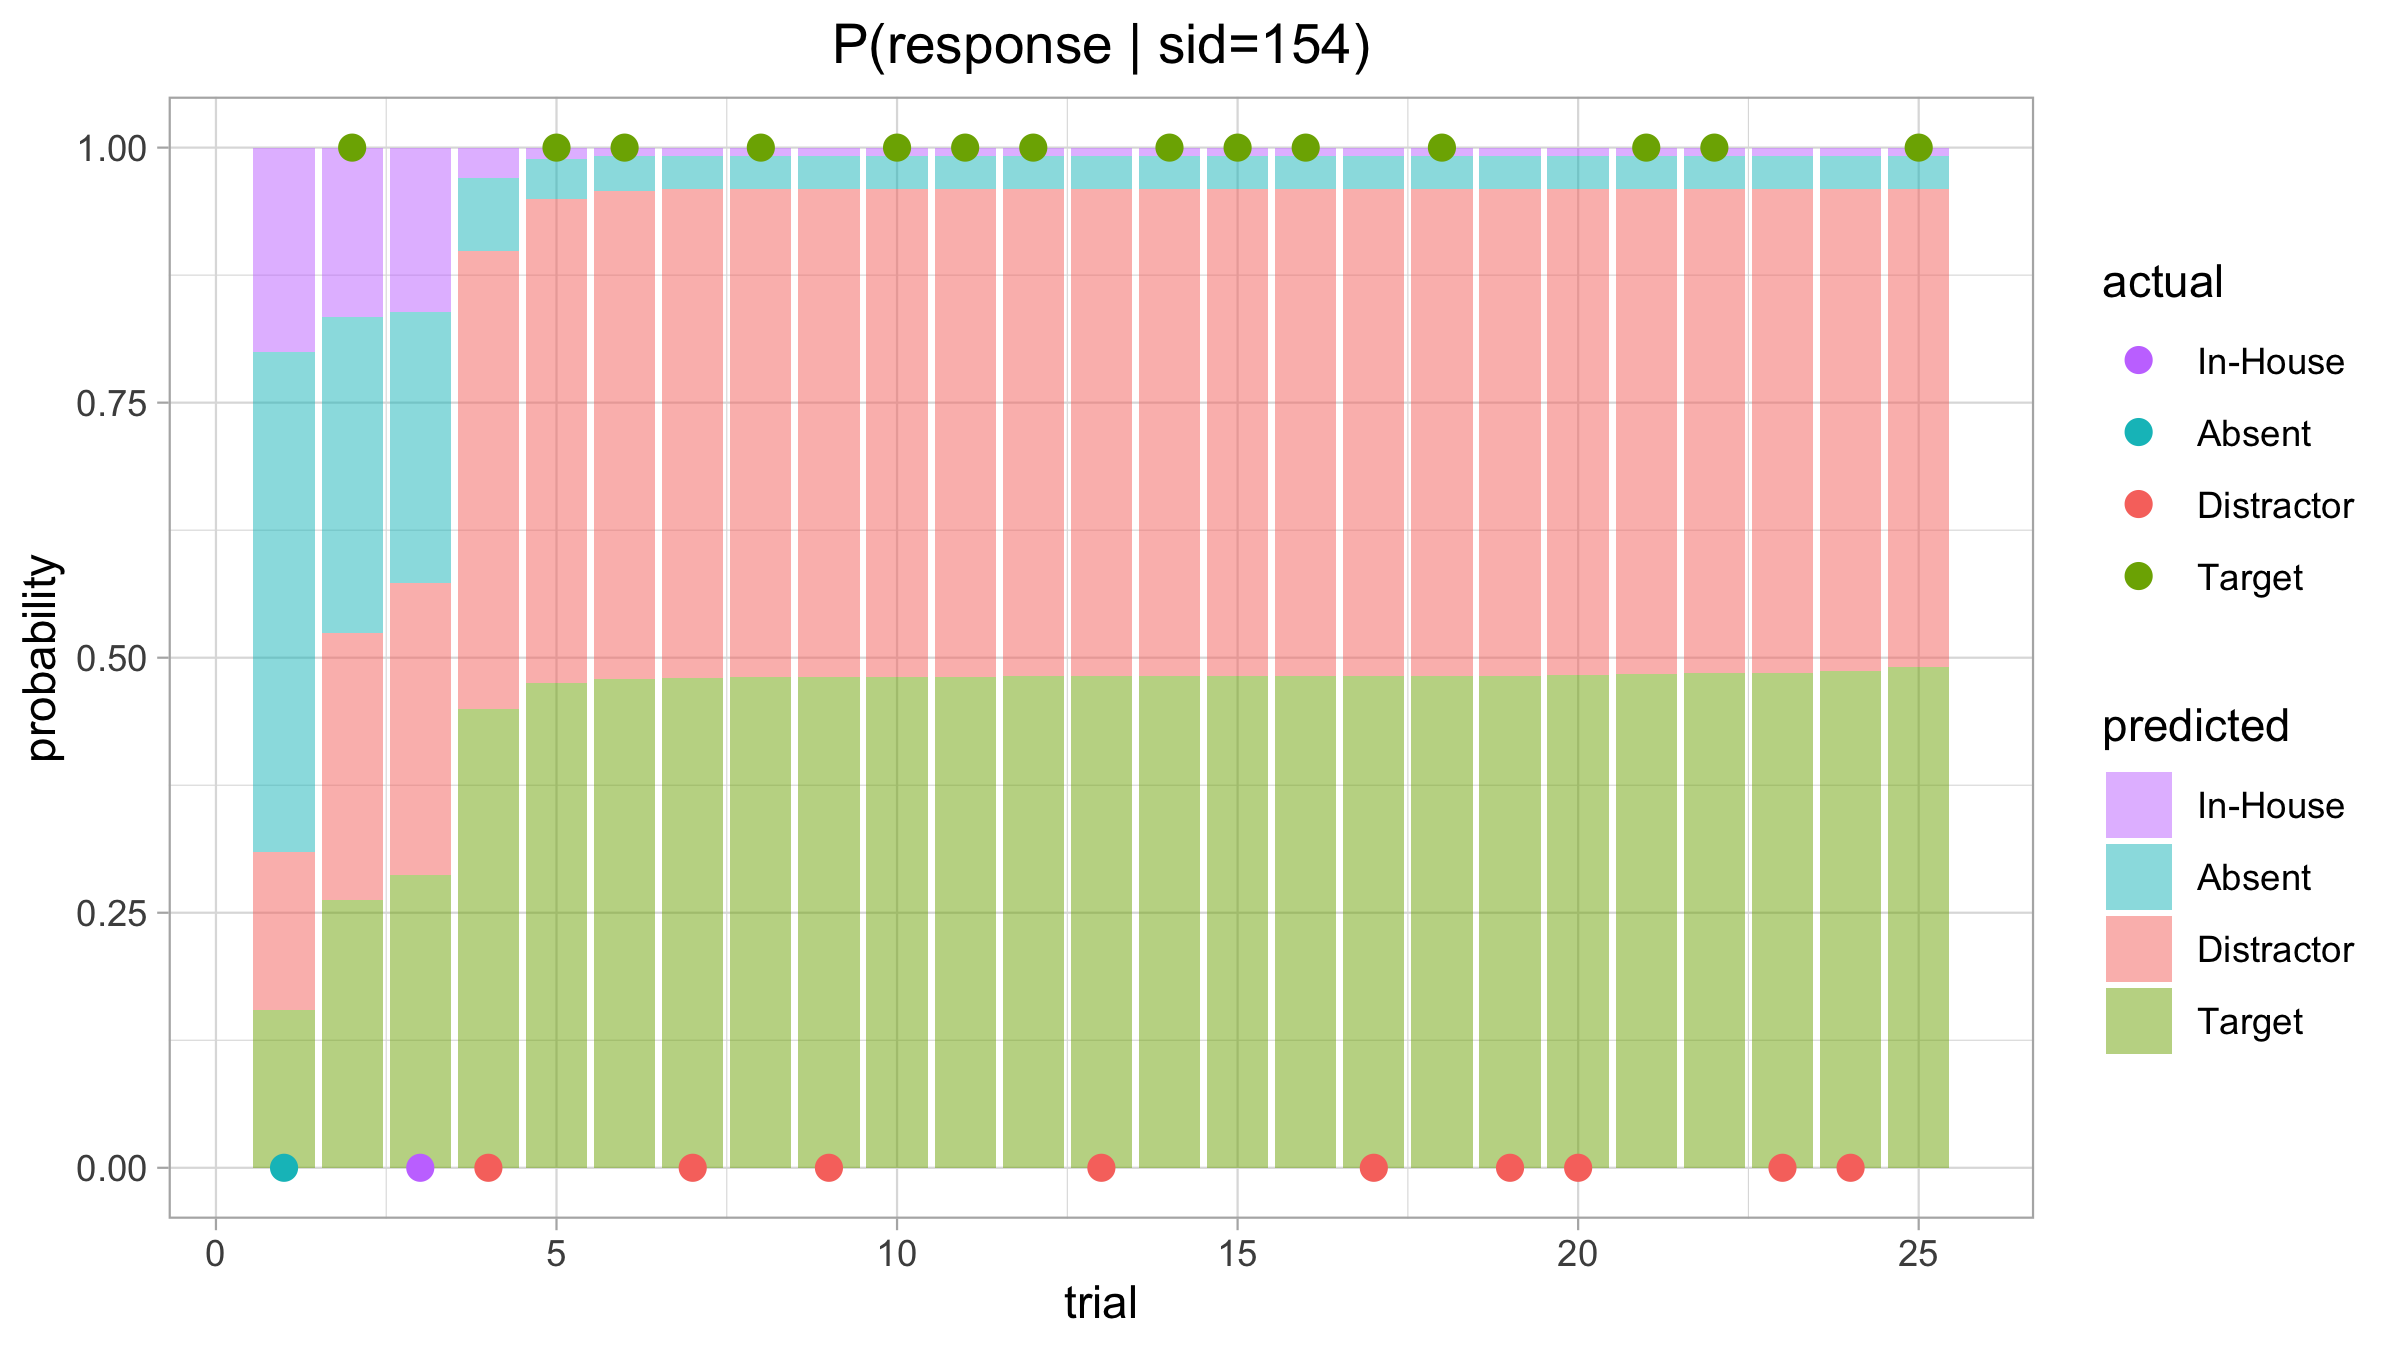 P(response | sid=154)
probability
1.00
0.75
0.50
0.25
0.00
0
5
10
15
20
25
trial
actual
In-House
Absent
Distractor
Target
predicted
In-House
Absent
Distractor
Target